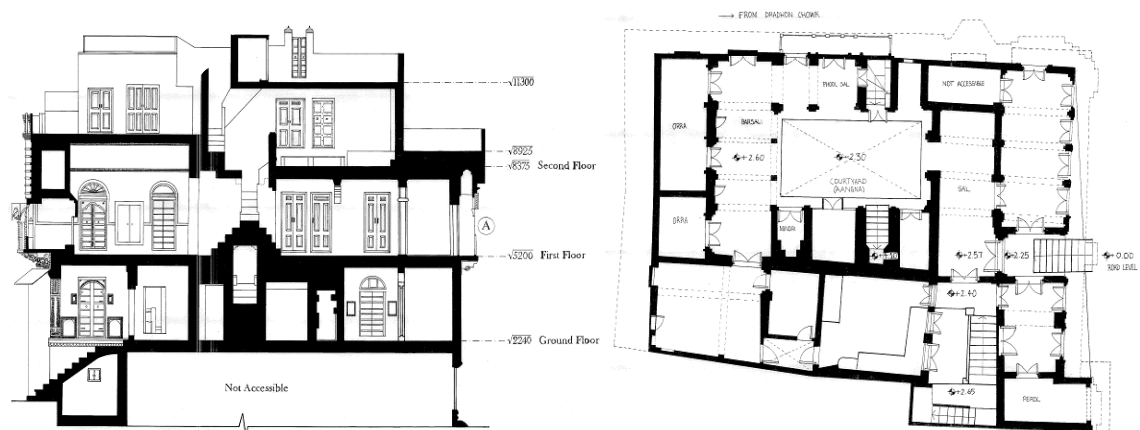 √11300
√8925
√8375 Second Floor
A
√5200 First Floor
√2240 Ground Floor
Not Accessible
→ FROM DHADHON CHOWK
PHOOL SAL
NOT ACCESSIBLE
ORRA
BARSALI
+2.60
+2.30
COURTYARD
(AANGNA)
SAL
ORRA
MANDIR
+2.57
+2.25
+0.00
ROAD LEVEL
+2.40
+2.65
PEROL